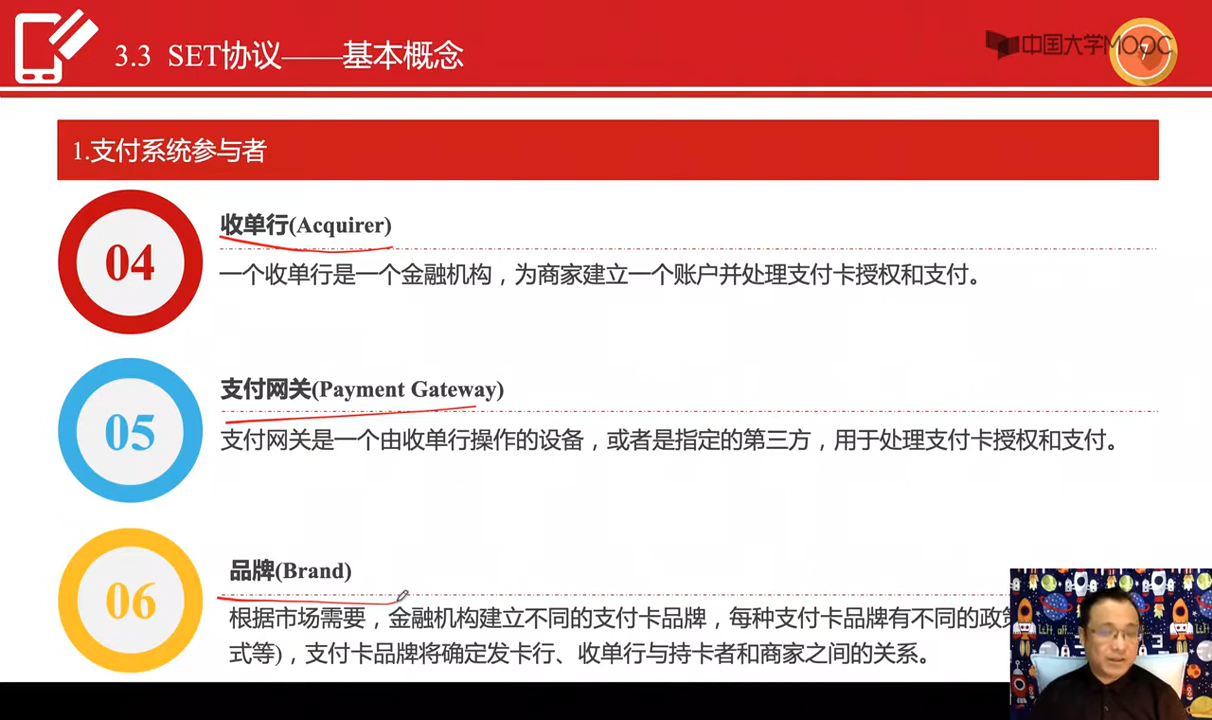 3.3 SET协议——基本概念
中国大学MOOC
1.支付系统参与者
04
收单行(Acquirer)
一个收单行是一个金融机构，为商家建立一个账户并处理支付卡授权和支付。
05
支付网关(Payment Gateway)
支付网关是一个由收单行操作的设备，或者是指定的第三方，用于处理支付卡授权和支付。
06
品牌(Brand)
根据市场需要，金融机构建立不同的支付卡品牌，每种支付卡品牌有不同的政
式等)，支付卡品牌将确定发卡行、收单行与持卡者和商家之间的关系。